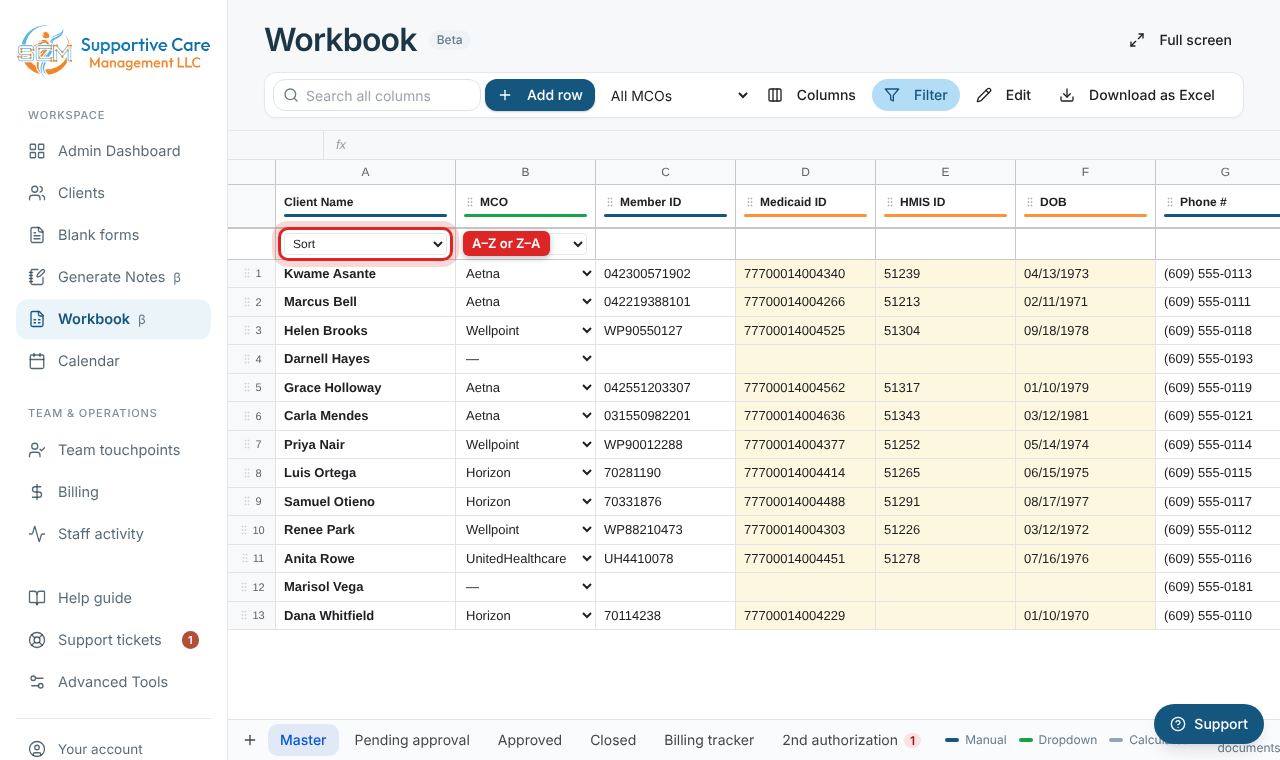 SCM Supportive Care
Management LLC
WORKSPACE
Admin Dashboard
Clients
Blank forms
Generate Notes β
Workbook β
Calendar
TEAM & OPERATIONS
Team touchpoints
Billing
Staff activity
Help guide
Support tickets 1
Advanced Tools
Your account
Workbook Beta
Full screen
Search all columns + Add row All MCOs Columns Filter Edit Download as Excel
fx
A B C D E F G
Client Name MCO Member ID Medicaid ID HMIS ID DOB Phone #
Sort A–Z or Z–A
1 Kwame Asante Aetna 042300571902 77700014004340 51239 04/13/1973 (609) 555-0113
2 Marcus Bell Aetna 042219388101 77700014004266 51213 02/11/1971 (609) 555-0111
3 Helen Brooks Wellpoint WP90550127 77700014004525 51304 09/18/1978 (609) 555-0118
4 Darnell Hayes — (609) 555-0193
5 Grace Holloway Aetna 042551203307 77700014004562 51317 01/10/1979 (609) 555-0119
6 Carla Mendes Aetna 031550982201 77700014004636 51343 03/12/1981 (609) 555-0121
7 Priya Nair Wellpoint WP90012288 77700014004377 51252 05/14/1974 (609) 555-0114
8 Luis Ortega Horizon 70281190 77700014004414 51265 06/15/1975 (609) 555-0115
9 Samuel Otieno Horizon 70331876 77700014004488 51291 08/17/1977 (609) 555-0117
10 Renee Park Wellpoint WP88210473 77700014004303 51226 03/12/1972 (609) 555-0112
11 Anita Rowe UnitedHealthcare UH4410078 77700014004451 51278 07/16/1976 (609) 555-0116
12 Marisol Vega — (609) 555-0181
13 Dana Whitfield Horizon 70114238 77700014004229 01/10/1970 (609) 555-0110
+ Master Pending approval Approved Closed Billing tracker 2nd authorization 1 Manual Dropdown
Support
documents